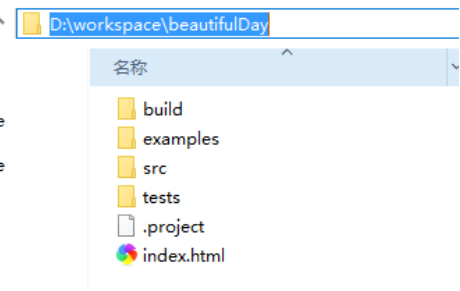 D:\workspace\beautifulDay
名称
build
examples
src
tests
.project
index.html